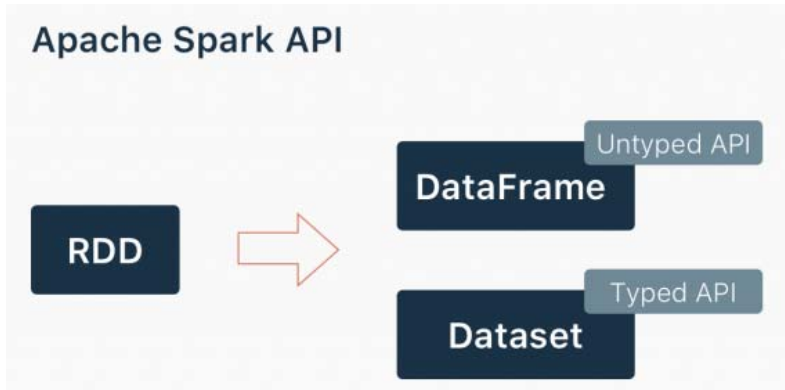 Apache Spark API
RDD
Untyped API
DataFrame
Typed API
Dataset